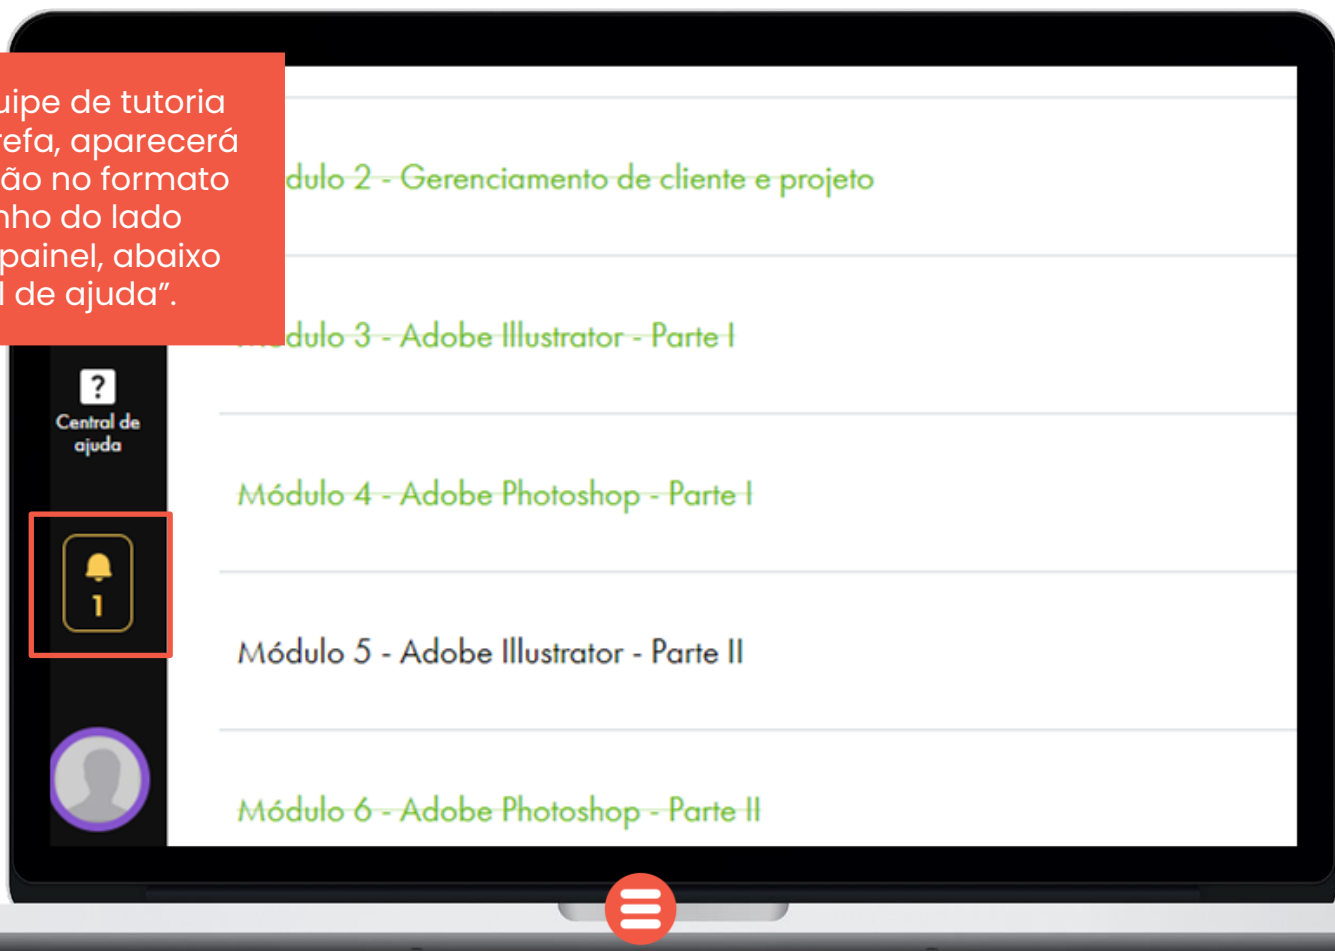 uipe de tutoria
refa, aparecerá
ão no formato
nho do lado
painel, abaixo
l de ajuda”.
dulo 2 - Gerenciamento de cliente e projeto
dulo 3 - Adobe Illustrator - Parte I
?
Central de
ajuda
Módulo 4 - Adobe Photoshop - Parte I
1
Módulo 5 - Adobe Illustrator - Parte II
Módulo 6 - Adobe Photoshop - Parte II